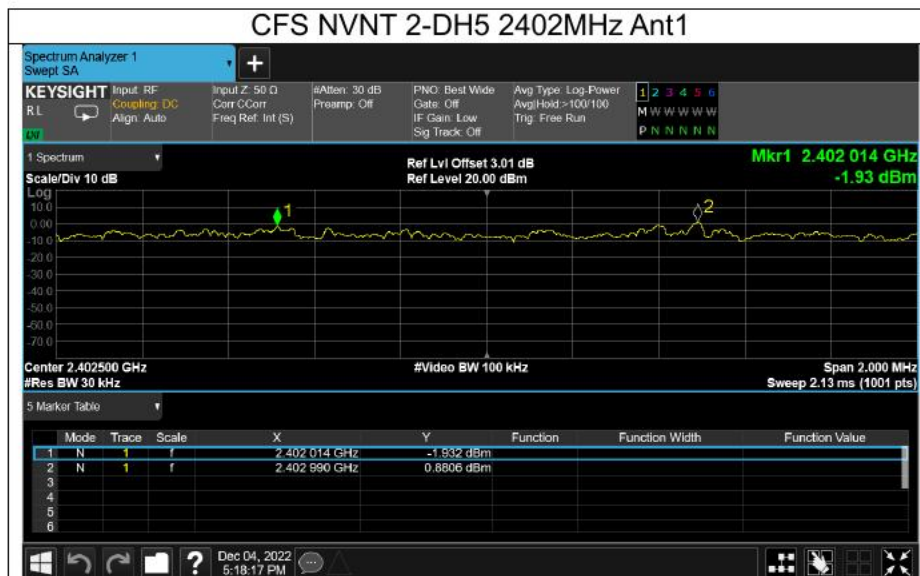 CFS NVNT 2-DH5 2402MHz Ant1
Spectrum Analyzer 1
Swept SA
KEYSIGHT
RL
Input: RF
Coupling: DC
Align: Auto
Input Z: 50 Ω
Corr CCorr
Freq Ref: Int (S)
#Atten: 30 dB
Preamp: Off
PNO: Best Wide
Gate: Off
IF Gain: Low
Sig Track: Off
Avg Type: Log-Power
Avg|Hold:>100/100
Trig: Free Run
1 2 3 4 5 6
M W W W W W
P N N N N N
1 Spectrum
Scale/Div 10 dB
Ref Lvl Offset 3.01 dB
Ref Level 20.00 dBm
Mkr1 2.402 014 GHz
-1.93 dBm
Log
10.0
0.00
-10.0
-20.0
-30.0
-40.0
-50.0
-60.0
-70.0
1
2
Center 2.402500 GHz
#Res BW 30 kHz
#Video BW 100 kHz
Span 2.000 MHz
Sweep 2.13 ms (1001 pts)
5 Marker Table
Mode Trace Scale X Y Function Function Width Function Value
1 N 1 f 2.402 014 GHz -1.932 dBm
2 N 1 f 2.402 990 GHz 0.8806 dBm
3
4
5
6
?
Dec 04, 2022
5:18:17 PM